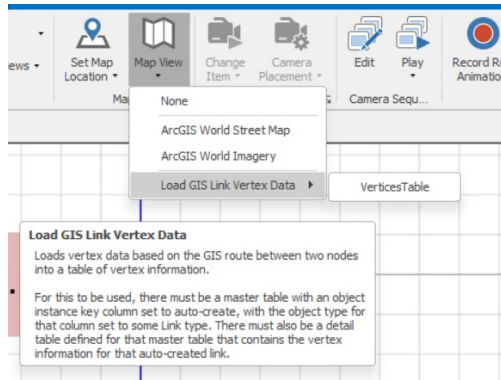 ews
Set Map
Location
Map View
Change
Item
Camera
Placement
Edit
Play
Record R
Animatio
Ma
Camera Sequ...
None
ArcGIS World Street Map
ArcGIS World Imagery
Load GIS Link Vertex Data
VerticesTable
Load GIS Link Vertex Data
Loads vertex data based on the GIS route between two nodes
into a table of vertex information.
For this to be used, there must be a master table with an object
instance key column set to auto-create, with the object type for
that column set to some Link type. There must also be a detail
table defined for that master table that contains the vertex
information for that auto-created link.